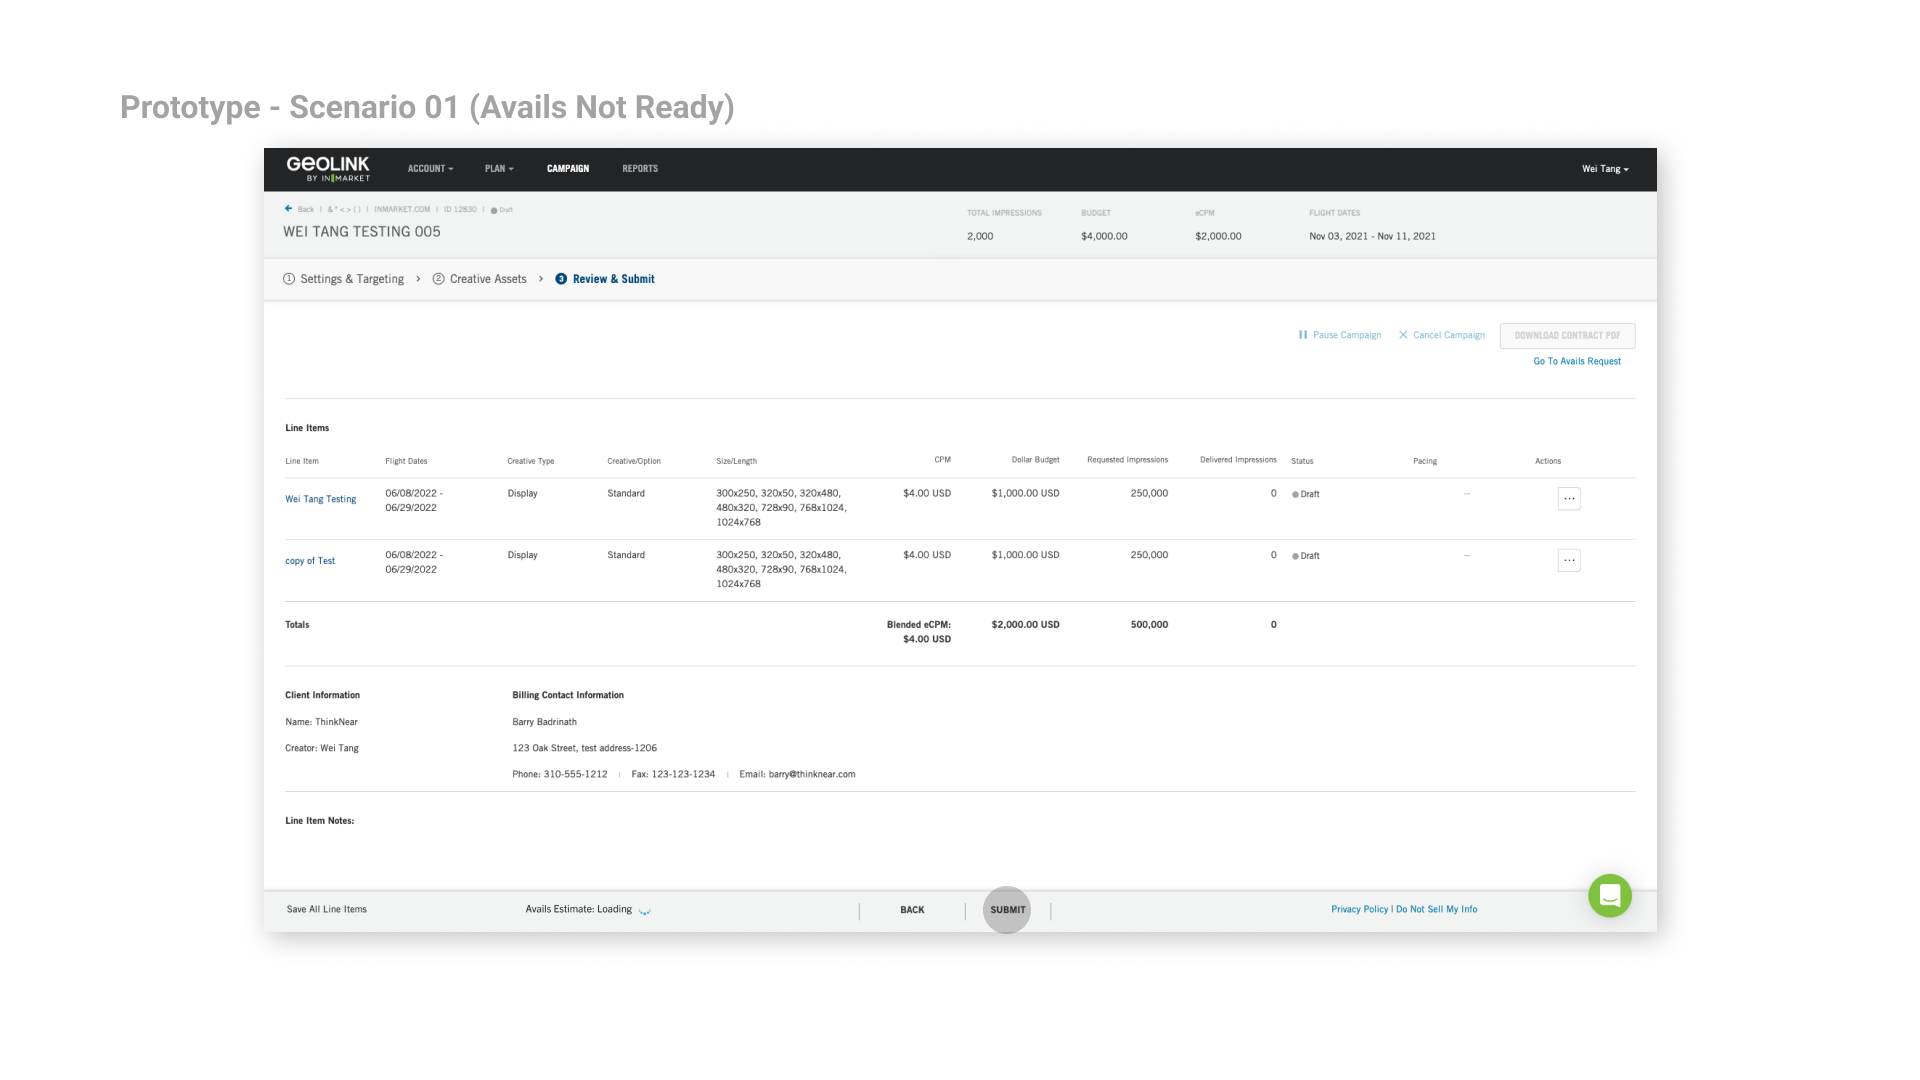 Prototype - Scenario 01 (Avails Not Ready)
GEOLINK
BY INMARKET
ACCOUNT PLAN CAMPAIGN REPORTS
Wei Tang
Back | & " < > ( ) | INMARKET.COM | ID 12830 | Draft
WEI TANG TESTING 005
TOTAL IMPRESSIONS BUDGET eCPM FLIGHT DATES
2,000 $4,000.00 $2,000.00 Nov 03, 2021 - Nov 11, 2021
1 Settings & Targeting > 2 Creative Assets > 3 Review & Submit
Pause Campaign Cancel Campaign DOWNLOAD CONTRACT PDF
Go To Avails Request
Line Items
Line Item Flight Dates Creative Type Creative/Option Size/Length CPM Dollar Budget Requested Impressions Delivered Impressions Status Pacing Actions
Wei Tang Testing 06/08/2022 - Display Standard 300x250, 320x50, 320x480, $4.00 USD $1,000.00 USD 250,000 0 Draft -- ...
06/29/2022 480x320, 728x90, 768x1024,
1024x768
copy of Test 06/08/2022 - Display Standard 300x250, 320x50, 320x480, $4.00 USD $1,000.00 USD 250,000 0 Draft -- ...
06/29/2022 480x320, 728x90, 768x1024,
1024x768
Totals Blended eCPM: $2,000.00 USD 500,000 0
$4.00 USD
Client Information Billing Contact Information
Name: ThinkNear Barry Badrinath
Creator: Wei Tang 123 Oak Street, test address-1206
Phone: 310-555-1212 | Fax: 123-123-1234 | Email: barry@thinknear.com
Line Item Notes:
Save All Line Items Avails Estimate: Loading BACK SUBMIT Privacy Policy | Do Not Sell My Info